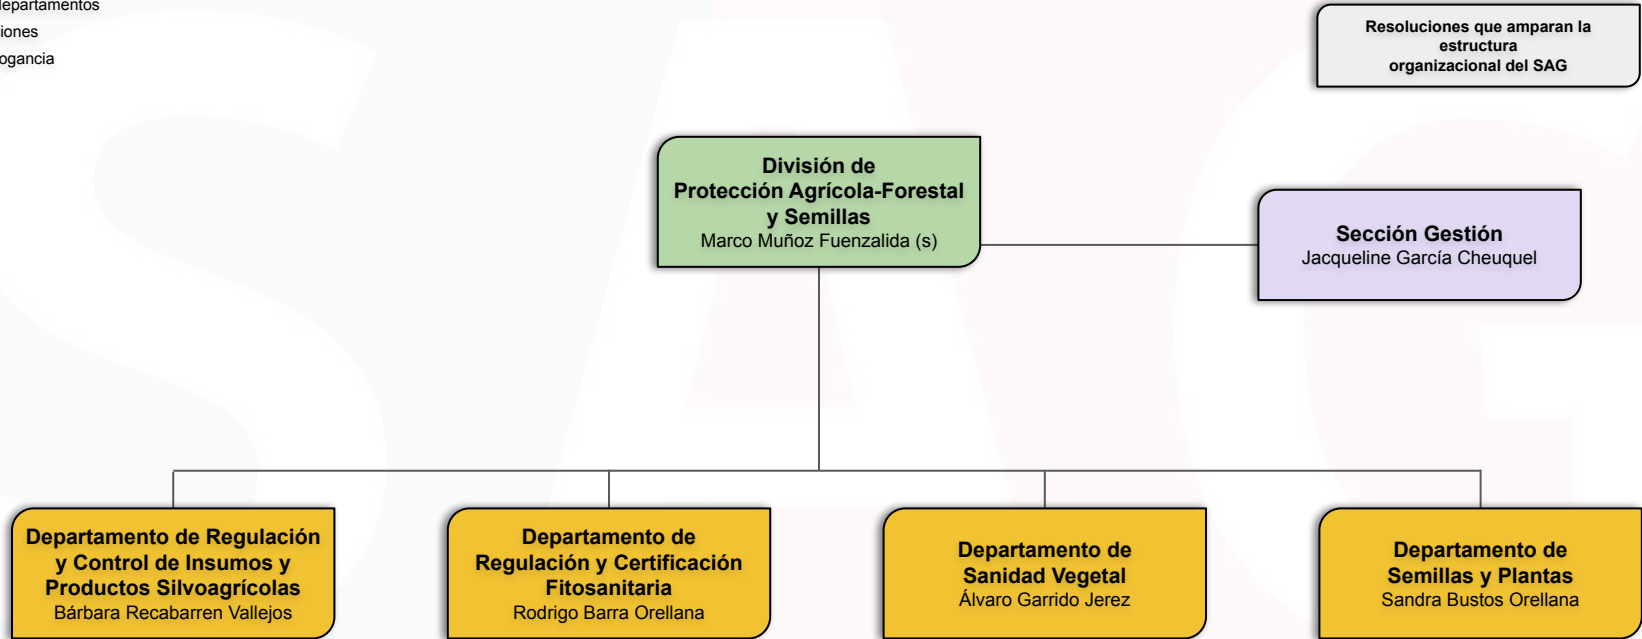 departamentos
Resoluciones que amparan la
estructura
organizacional del SAG
División de
Protección Agrícola-Forestal
y Semillas
Marco Muñoz Fuenzalida (s)
Sección Gestión
Jacqueline García Cheuquel
Departamento de Regulación
y Control de Insumos y
Productos Silvoagrícolas
Bárbara Recabarren Vallejos
Departamento de
Regulación y Certificación
Fitosanitaria
Rodrigo Barra Orellana
Departamento de
Sanidad Vegetal
Álvaro Garrido Jerez
Departamento de
Semillas y Plantas
Sandra Bustos Orellana
SAG